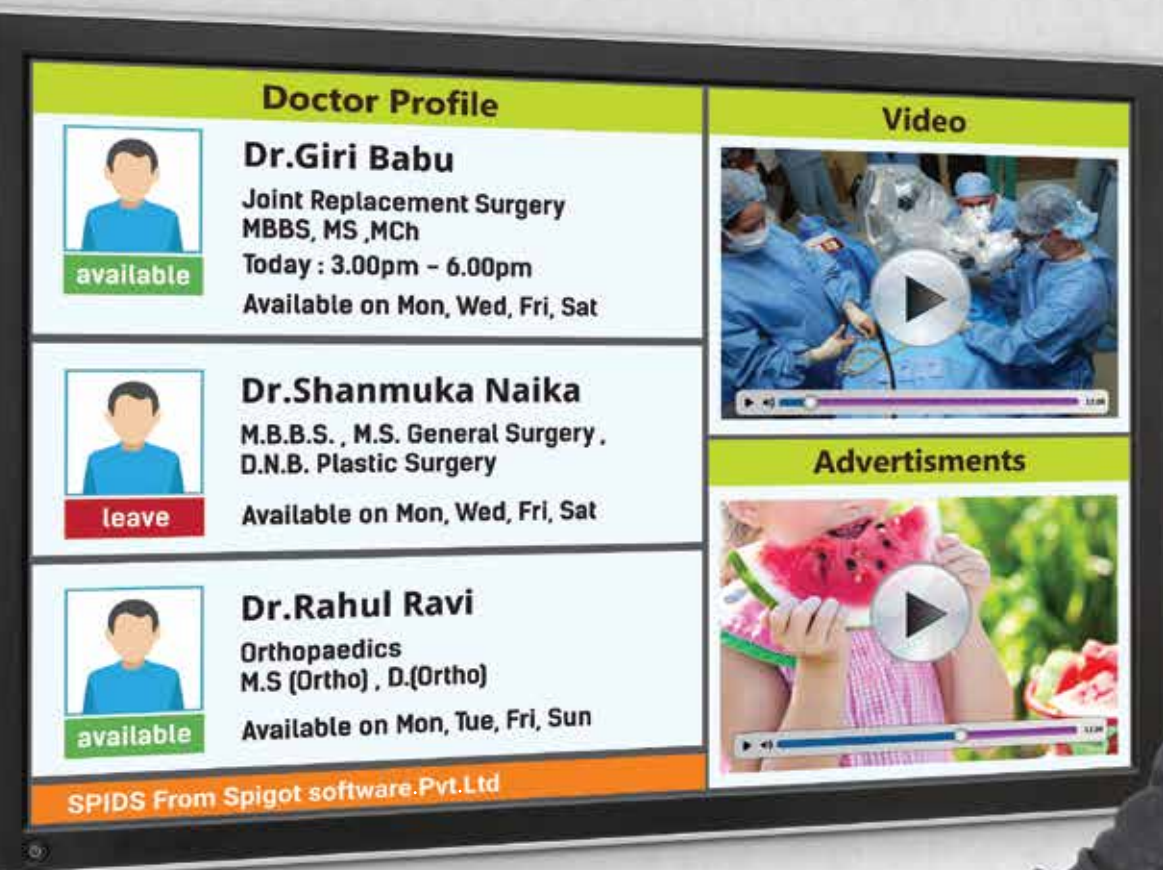 Doctor Profile
Dr.Giri Babu
Joint Replacement Surgery
MBBS, MS ,MCh
Today : 3.00pm - 6.00pm
Available on Mon, Wed, Fri, Sat
available
Dr.Shanmuka Naika
M.B.B.S. , M.S. General Surgery ,
D.N.B. Plastic Surgery
Available on Mon, Wed, Fri, Sat
leave
Dr.Rahul Ravi
Orthopaedics
M.S (Ortho) , D.(Ortho)
Available on Mon, Tue, Fri, Sun
available
SPIDS From Spigot software.Pvt.Ltd
Video
Advertisments